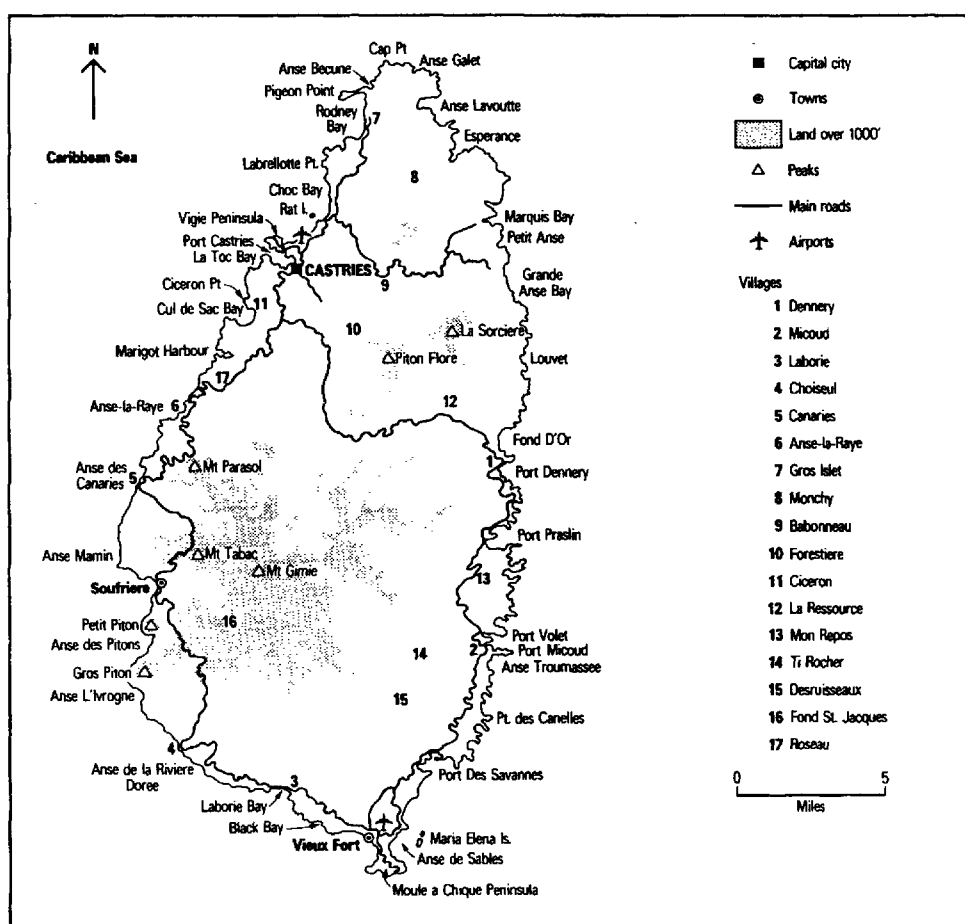 N
Caribbean Sea
Cap Pt
Anse Galet
Anse Becune
Pigeon Point
Rodney
Bay
7
Anse Lavoutte
Esperance
Labrellotte Pt.
8
Choc Bay
Rat I.
Vigie Peninsula
Port Castries
La Toc Bay
CASTRIES
Marquis Bay
Petit Anse
9
Grande
Anse Bay
Ciceron Pt
11
Cul de Sac Bay
10
La Sorciere
Marigot Harbour
Piton Flore
Louvet
17
Anse-la-Raye
6
12
Fond D'Or
1
Port Dennery
Anse des
Canaries
5
Mt Parasol
Port Praslin
Anse Mamin
Mt Tabac
Mt Gimie
13
Soufriere
Petit Piton
16
Anse des Pitons
Port Volet
2
Port Micoud
14
Anse Troumassee
Gros Piton
Anse L'Ivrogne
15
Pt. des Canelles
4
Anse de la Riviere
Doree
3
Port Des Savannes
Laborie Bay
Black Bay
Vieux Fort
Maria Elena Is.
Anse de Sables
Moule a Chique Peninsula
Capital city
Towns
Land over 1000'
Peaks
Main roads
Airports
Villages
1 Dennery
2 Micoud
3 Laborie
4 Choiseul
5 Canaries
6 Anse-la-Raye
7 Gros Islet
8 Monchy
9 Babonneau
10 Forestiere
11 Ciceron
12 La Ressource
13 Mon Repos
14 Ti Rocher
15 Desruisseaux
16 Fond St. Jacques
17 Roseau
0 5
Miles